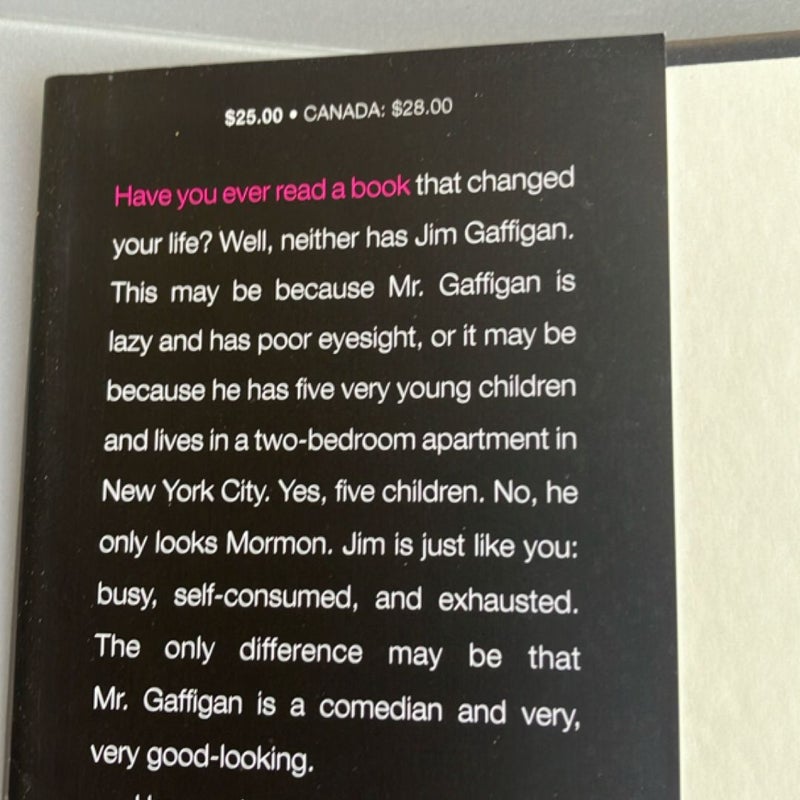 $25.00 • CANADA: $28.00
Have you ever read a book that changed
your life? Well, neither has Jim Gaffigan.
This may be because Mr. Gaffigan is
lazy and has poor eyesight, or it may be
because he has five very young children
and lives in a two-bedroom apartment in
New York City. Yes, five children. No, he
only looks Mormon. Jim is just like you:
busy, self-consumed, and exhausted.
The only difference may be that
Mr. Gaffigan is a comedian and very,
very good-looking.